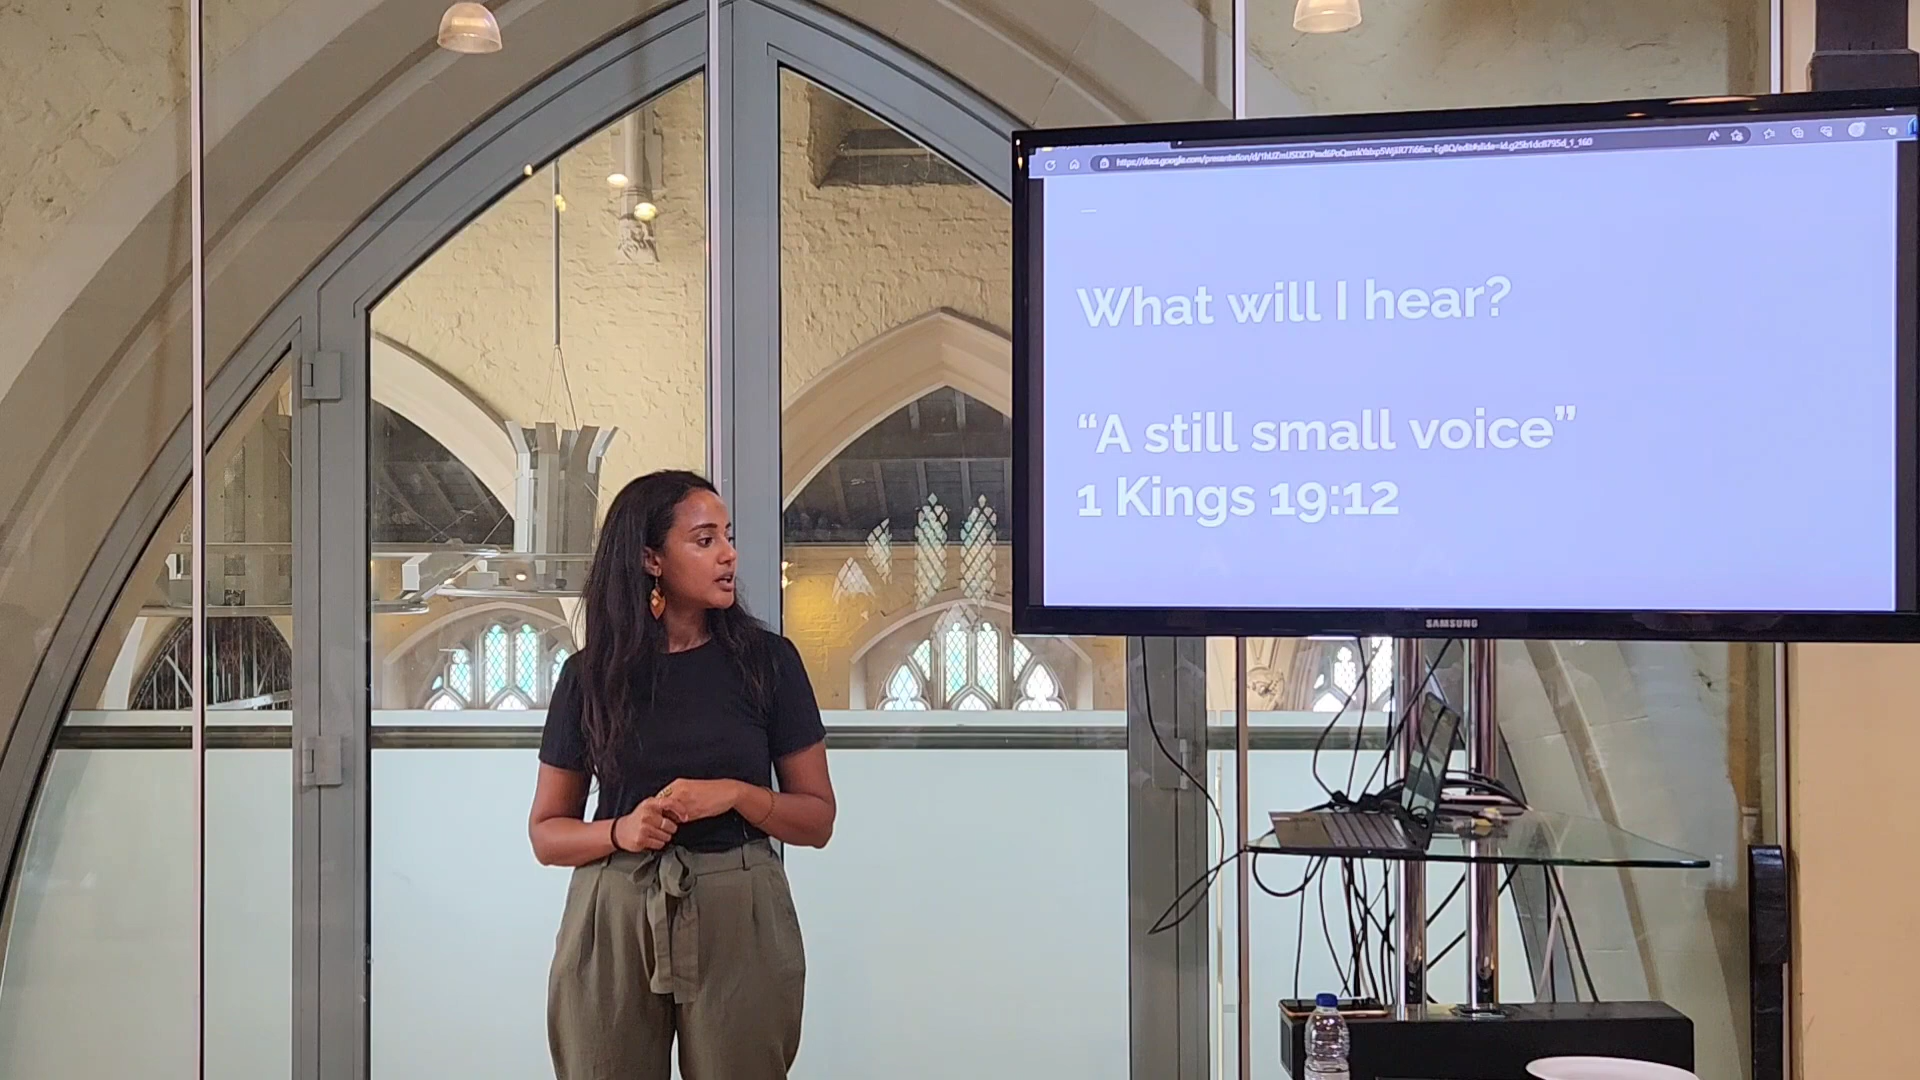 What will I hear?
“A still small voice”
1 Kings 19:12
SAMSUNG